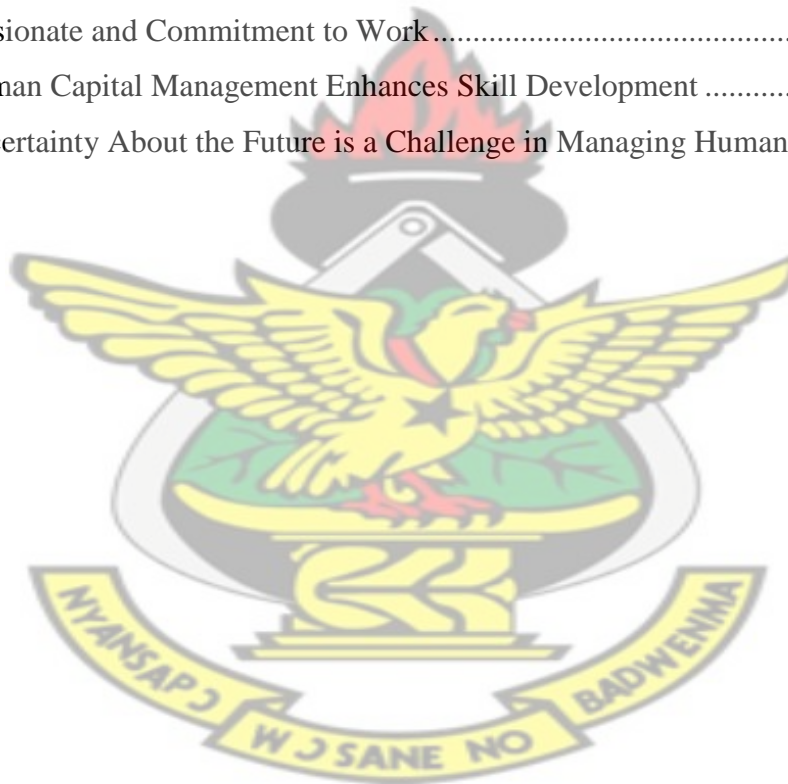 sionate and Commitment to Work........................................................
man Capital Management Enhances Skill Development ............
ertainty About the Future is a Challenge in Managing Human
NYANSAPƆ
WƆSANE NO
BADWENMA